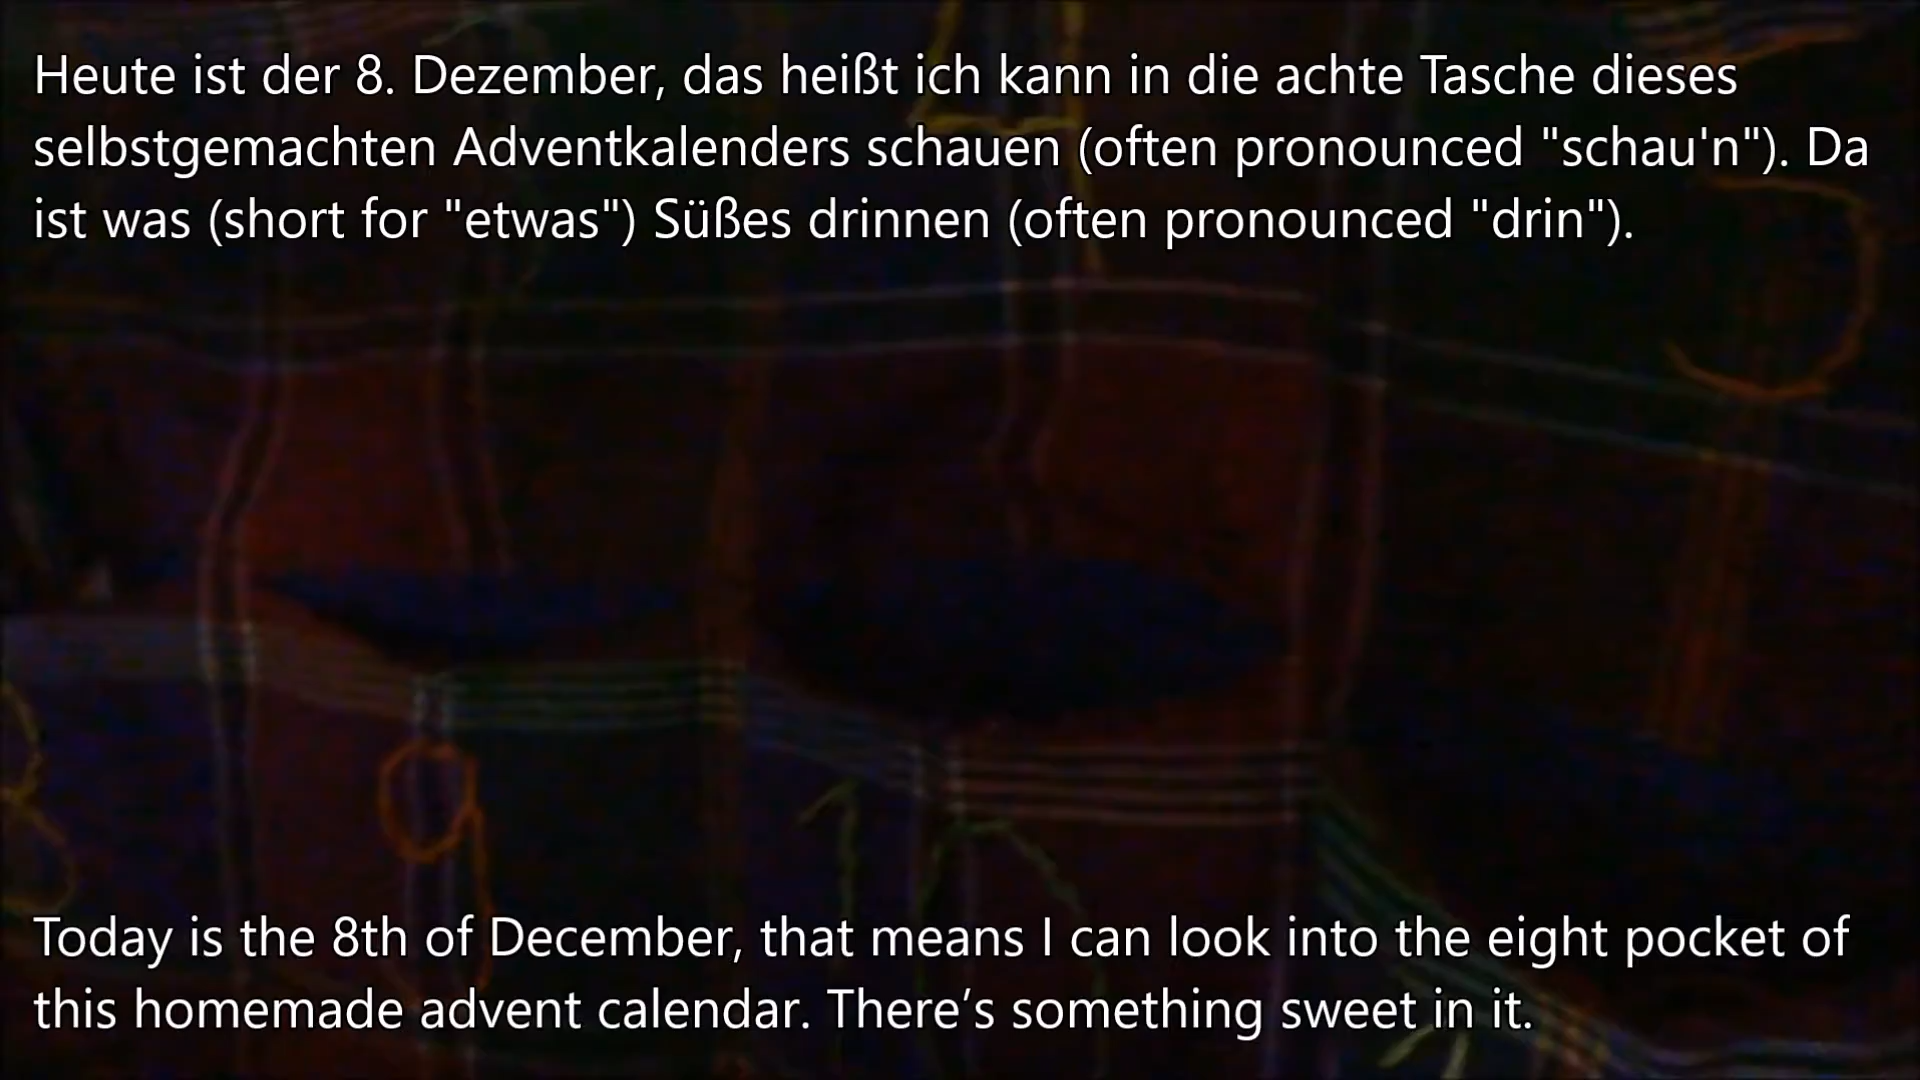 Heute ist der 8. Dezember, das heißt ich kann in die achte Tasche dieses
selbstgemachten Adventkalenders schauen (often pronounced "schau'n"). Da
ist was (short for "etwas") Süßes drinnen (often pronounced "drin").
4
9
Today is the 8th of December, that means I can look into the eight pocket of
this homemade advent calendar. There’s something sweet in it.